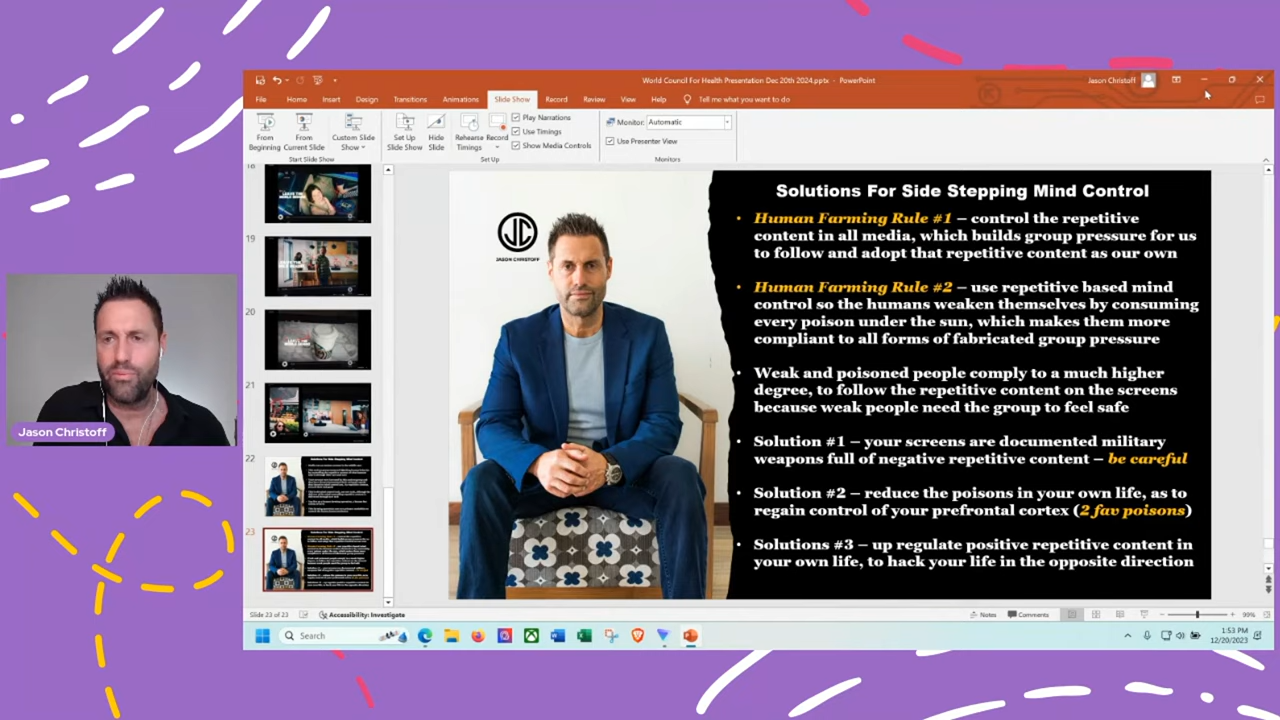 World Council For Health Presentation Dec 20th 2024.pptx - PowerPoint
Jason Christoff
File Home Insert Design Transitions Animations Slide Show Record Review View Help Tell me what you want to do
From Beginning
From Current Slide
Custom Slide Show
Start Slide Show
Set Up Slide Show
Hide Slide
Rehearse Timings
Record
Play Narrations
Use Timings
Show Media Controls
Set Up
Monitor: Automatic
Use Presenter View
Monitors
18
19
20
21
22
23
JC
JASON CHRISTOFF
Solutions For Side Stepping Mind Control
• Human Farming Rule #1 – control the repetitive
content in all media, which builds group pressure for us
to follow and adopt that repetitive content as our own
• Human Farming Rule #2 – use repetitive based mind
control so the humans weaken themselves by consuming
every poison under the sun, which makes them more
compliant to all forms of fabricated group pressure
• Weak and poisoned people comply to a much higher
degree, to follow the repetitive content on the screens
because weak people need the group to feel safe
• Solution #1 – your screens are documented military
full of negative repetitive content – be careful
#2 – reduce the poisons you consume, as to
regain control of your prefrontal cortex (2 fav poisons)
#3 – up regulate positive repetitive content in
life, to hack your life in the opposite direction
Jason Christoff
Slide 23 of 23
Accessibility: Investigate
Notes
Comments
99%
Search
1:53 PM
12/20/2023